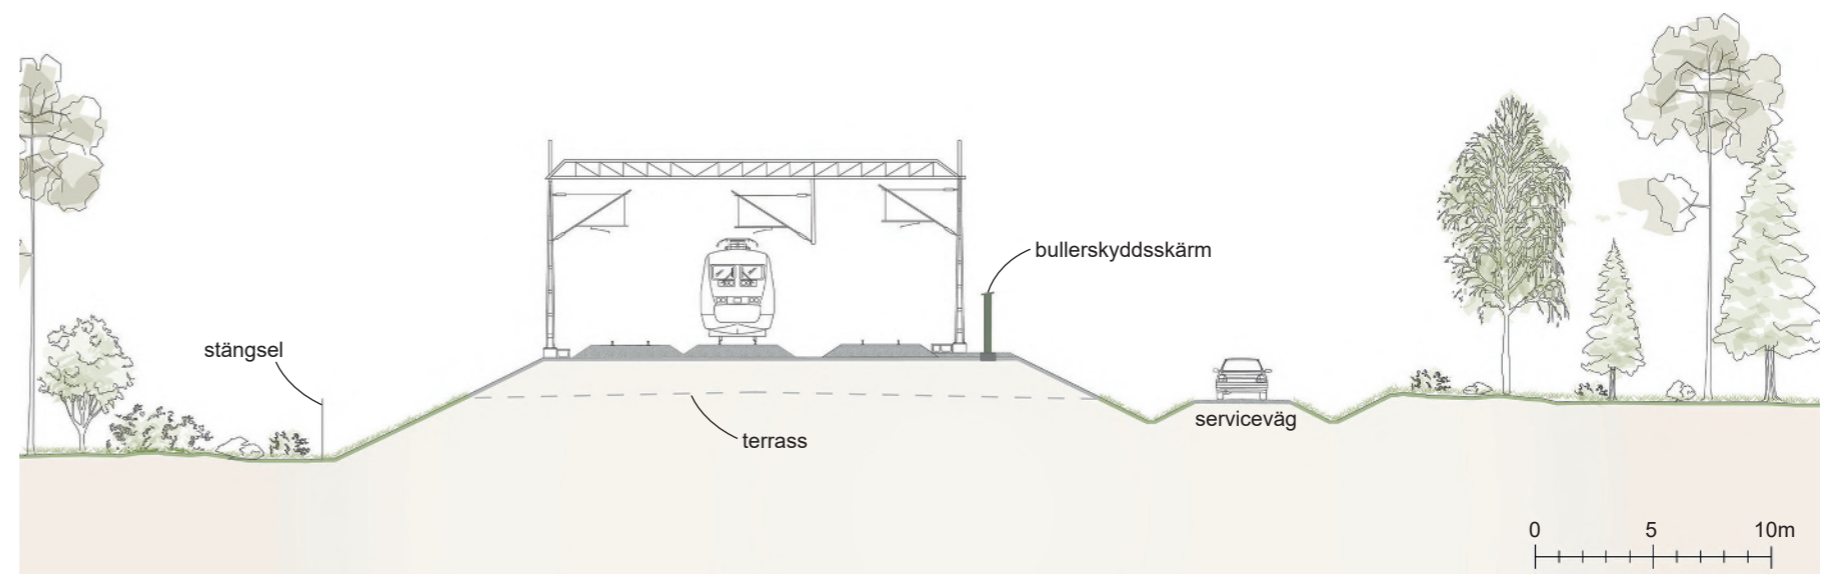 bullerskyddsskärm
stängsel
serviceväg
terrass
0 5 10m